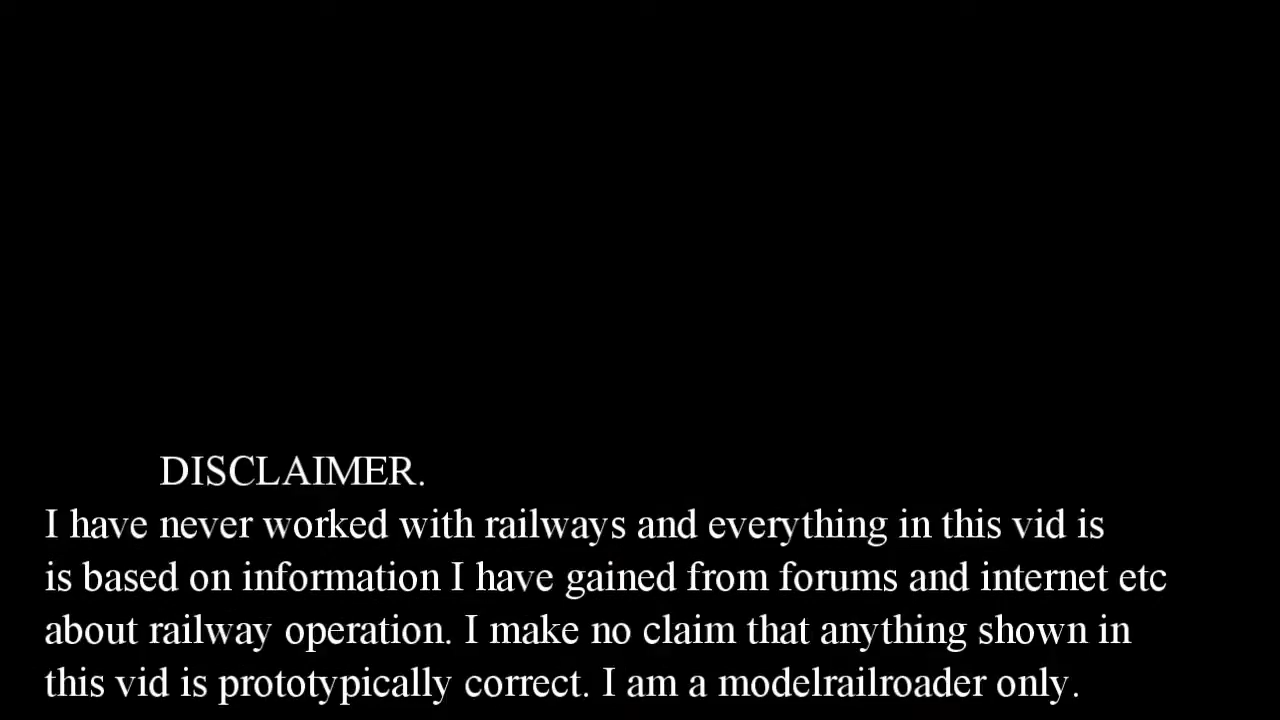 DISCLAIMER.
I have never worked with railways and everything in this vid is
is based on information I have gained from forums and internet etc
about railway operation. I make no claim that anything shown in
this vid is prototypically correct. I am a modelrailroader only.